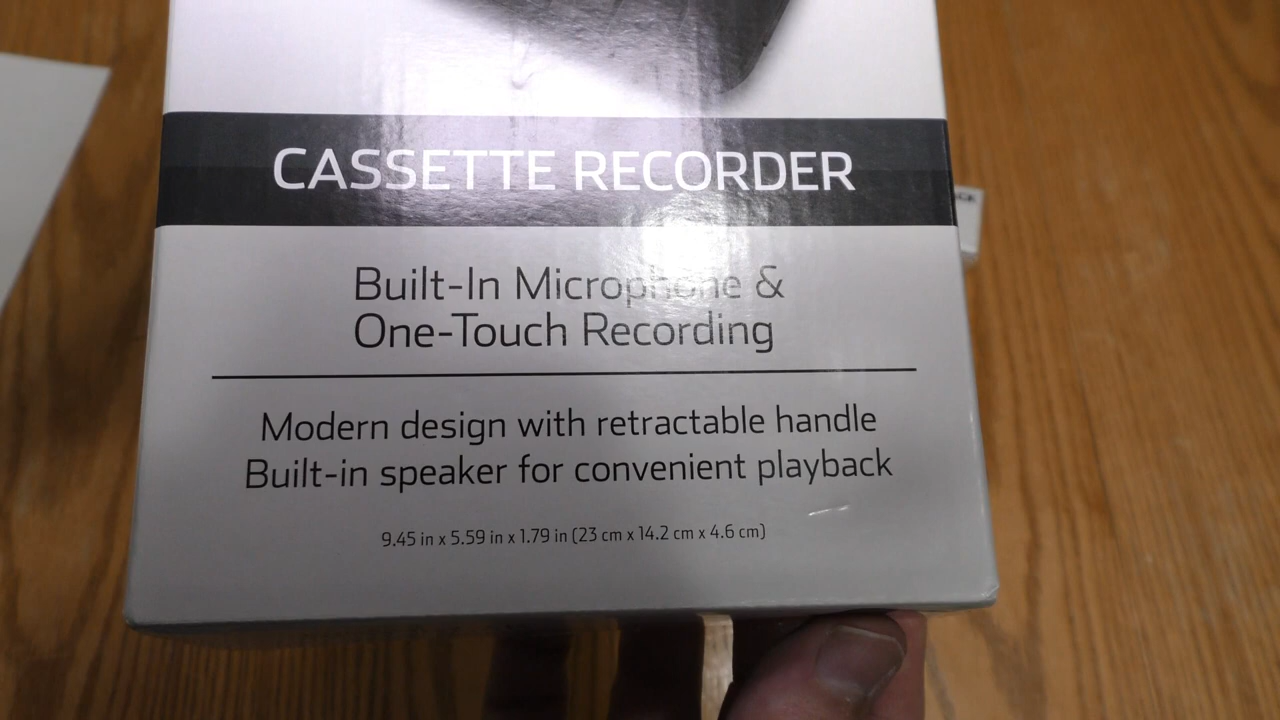 CASSETTE RECORDER
Built-In Microphone &
One-Touch Recording
Modern design with retractable handle
Built-in speaker for convenient playback
9.45 in x 5.59 in x 1.79 in (23 cm x 14.2 cm x 4.6 cm)